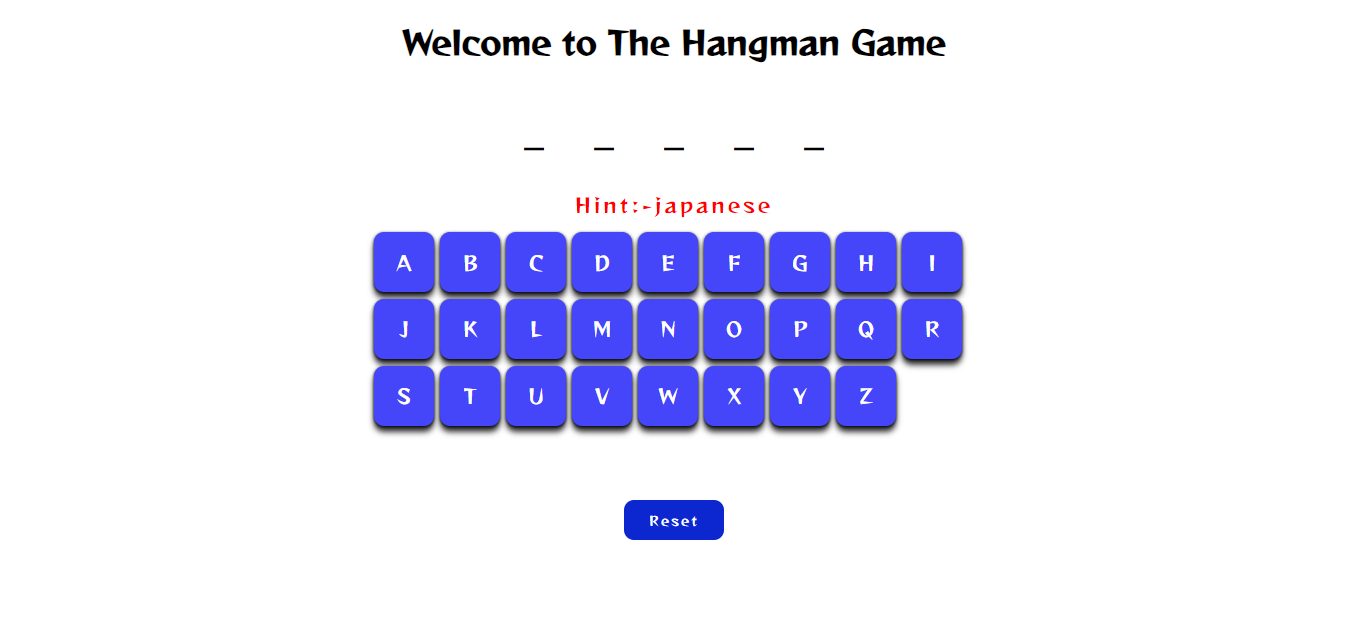 Welcome to The Hangman Game
_ _ _ _ _
Hint:-japanese
A B C D E F G H I
J K L M N O P Q R
S T U V W X Y Z
Reset